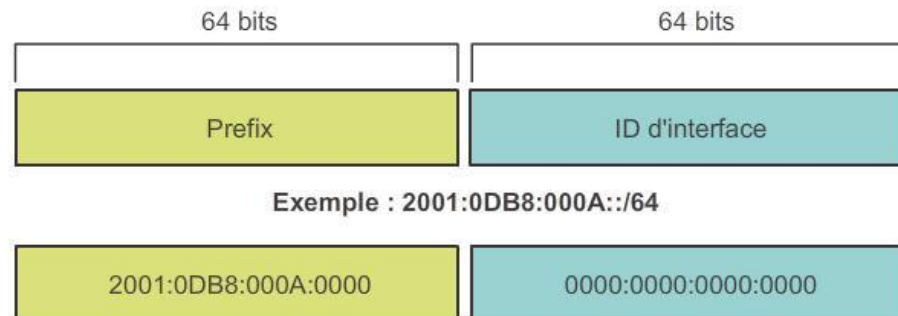 64 bits 64 bits
Prefix ID d'interface
Exemple : 2001:0DB8:000A::/64
2001:0DB8:000A:0000 0000:0000:0000:0000